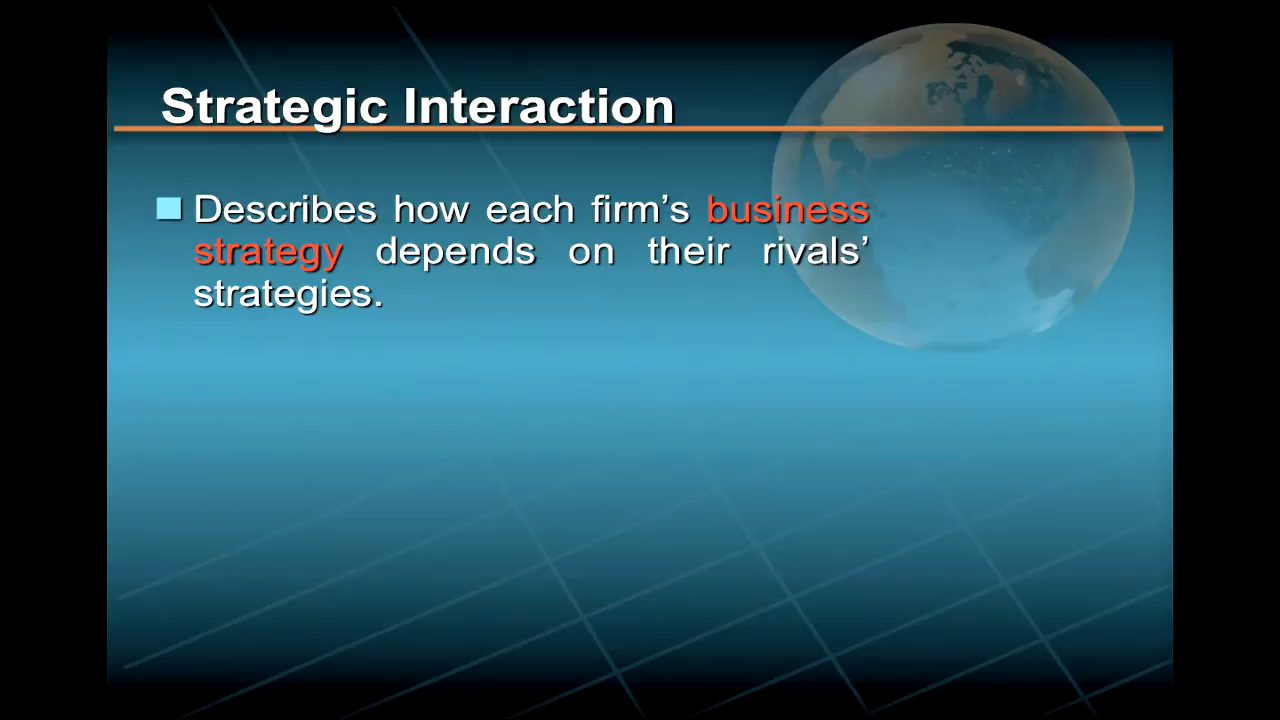 Strategic Interaction
Describes how each firm’s business
strategy depends on their rivals’
strategies.